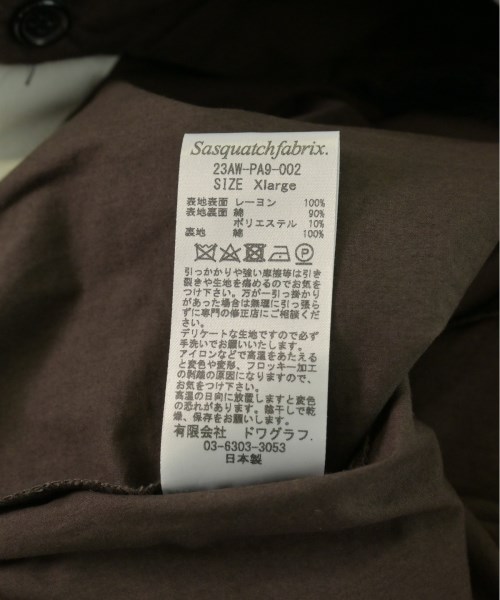 Sasquatchfabrix.
23AW-PA9-002
SIZE Xlarge
表地表面 レーヨン 100%
表地裏面 綿 90%
ポリエステル 10%
裏地 綿 100%
引っかかりや強い摩擦等は引き
裂きや生地を痛めるのでお気を
つけ下さい。万が一引っ掛かり
があった場合は無理に引っ張ら
ずに専門の修正店にご相談くだ
さい。
デリケートな生地ですので必ず
手洗いでお願いいたします。
アイロンなどで高温をあたえる
と変色や変形、フロッキー加工
の剥離の原因になりますので、
お気をつけ下さい。
高温の日向に放置しますと変色
の恐れがあります。陰干しで乾
燥、保存をお願いします。
有限会社 ドワグラフ.
03-6303-3053
日本製